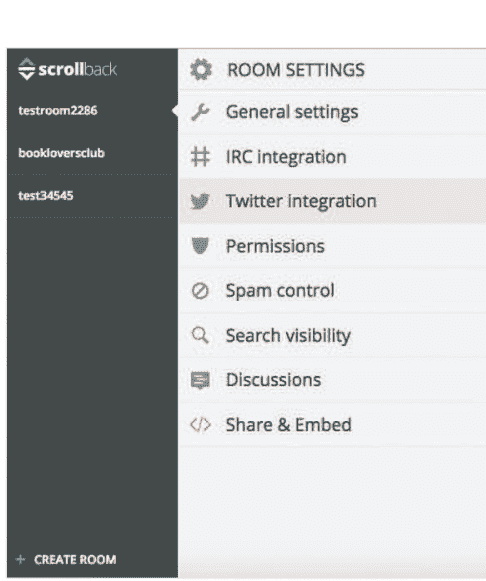 scrollback
testroom2286
bookloversclub
test34545
+ CREATE ROOM
ROOM SETTINGS
General settings
IRC integration
Twitter integration
Permissions
Spam control
Search visibility
Discussions
Share & Embed